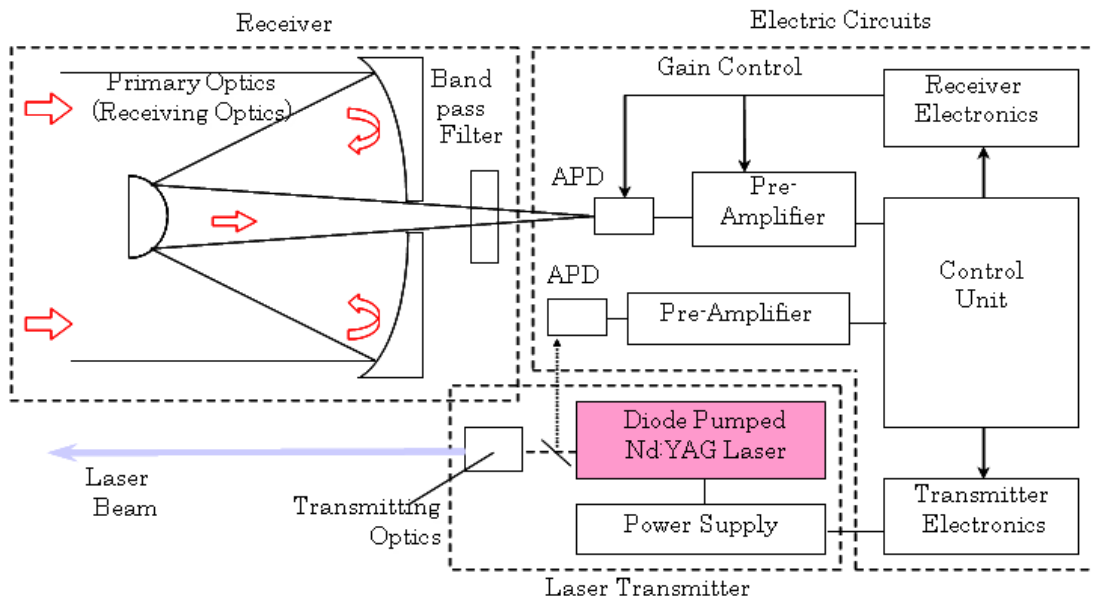 Receiver
Electric Circuits
Primary Optics
(Receiving Optics)
Band
pass
Filter
Gain Control
Receiver
Electronics
APD
Pre-
Amplifier
Control
Unit
APD
Pre-Amplifier
Diode Pumped
Nd:YAG Laser
Laser
Beam
Transmitting
Optics
Power Supply
Transmitter
Electronics
Laser Transmitter